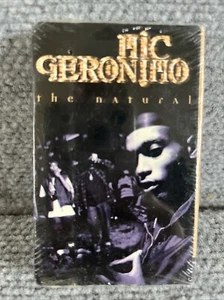 MIC
GERONIMO
the natural